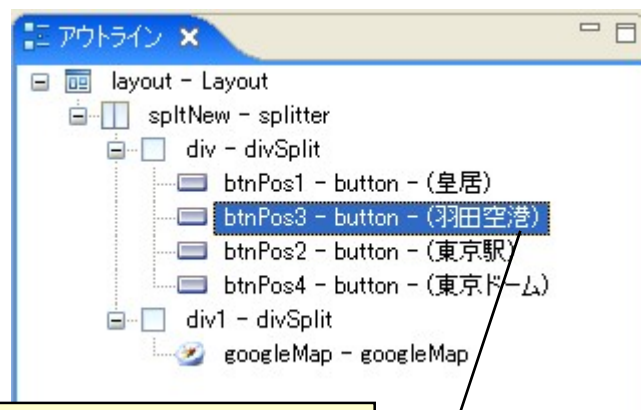 アウトライン
layout - Layout
spltNew - splitter
div - divSplit
btnPos1 - button - (皇居)
btnPos3 - button - (羽田空港)
btnPos2 - button - (東京駅)
btnPos4 - button - (東京ドーム)
div1 - divSplit
googleMap - googleMap